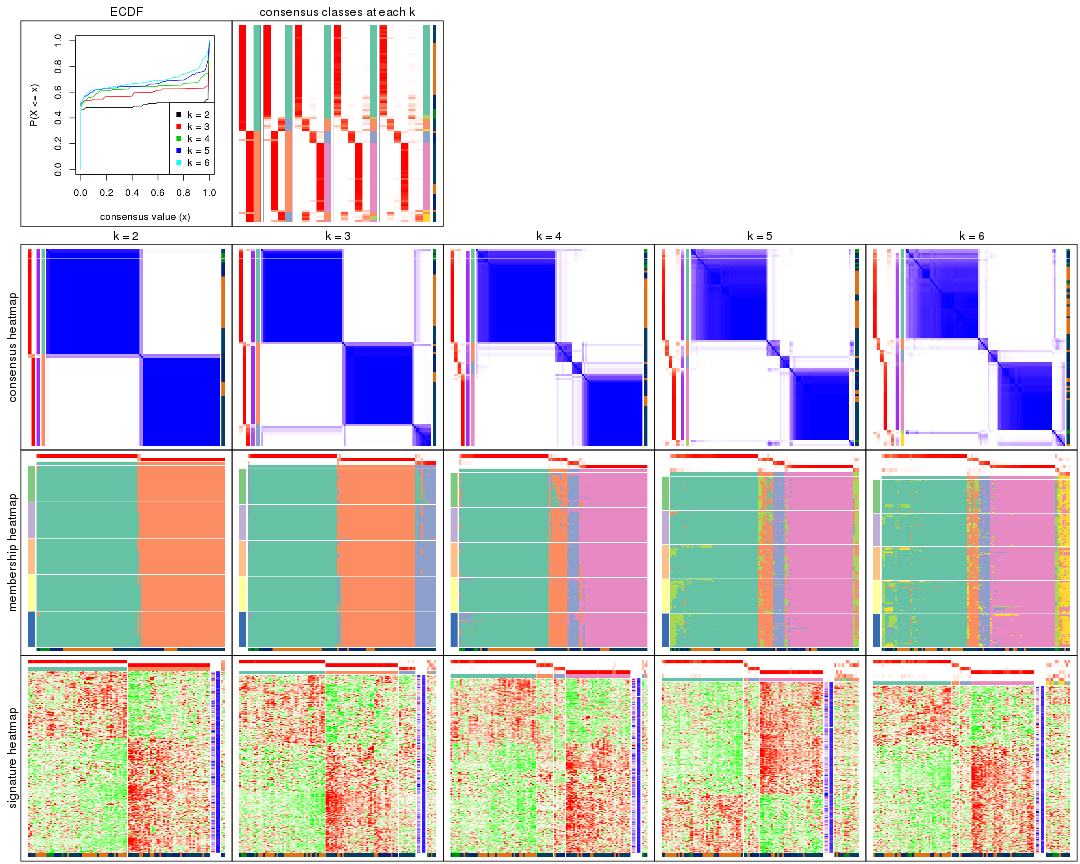 ECDF
consensus classes at each k
P(X <= x)
0.0 0.2 0.4 0.6 0.8 1.0
k = 2
k = 3
k = 4
k = 5
k = 6
0.0 0.2 0.4 0.6 0.8 1.0
consensus value (x)
k = 2 k = 3 k = 4 k = 5 k = 6
consensus heatmap
membership heatmap
signature heatmap